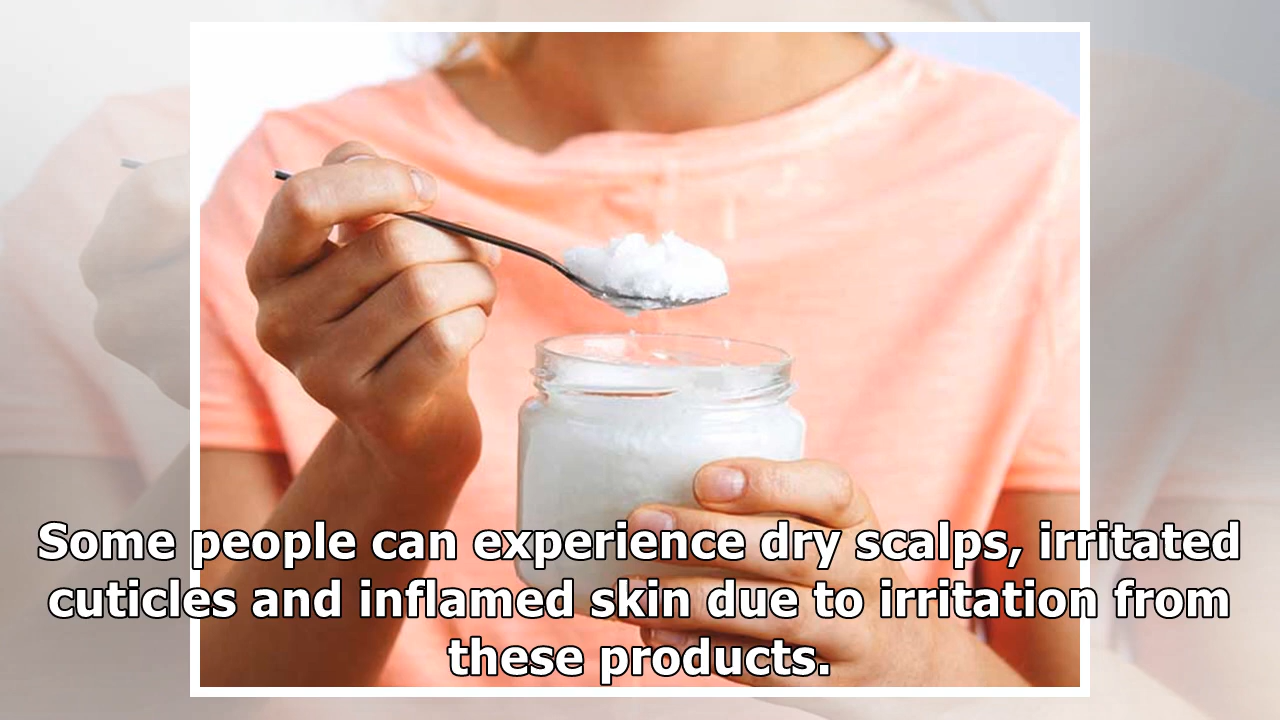 Some people can experience dry scalps, irritated
cuticles and inflamed skin due to irritation from
these products.